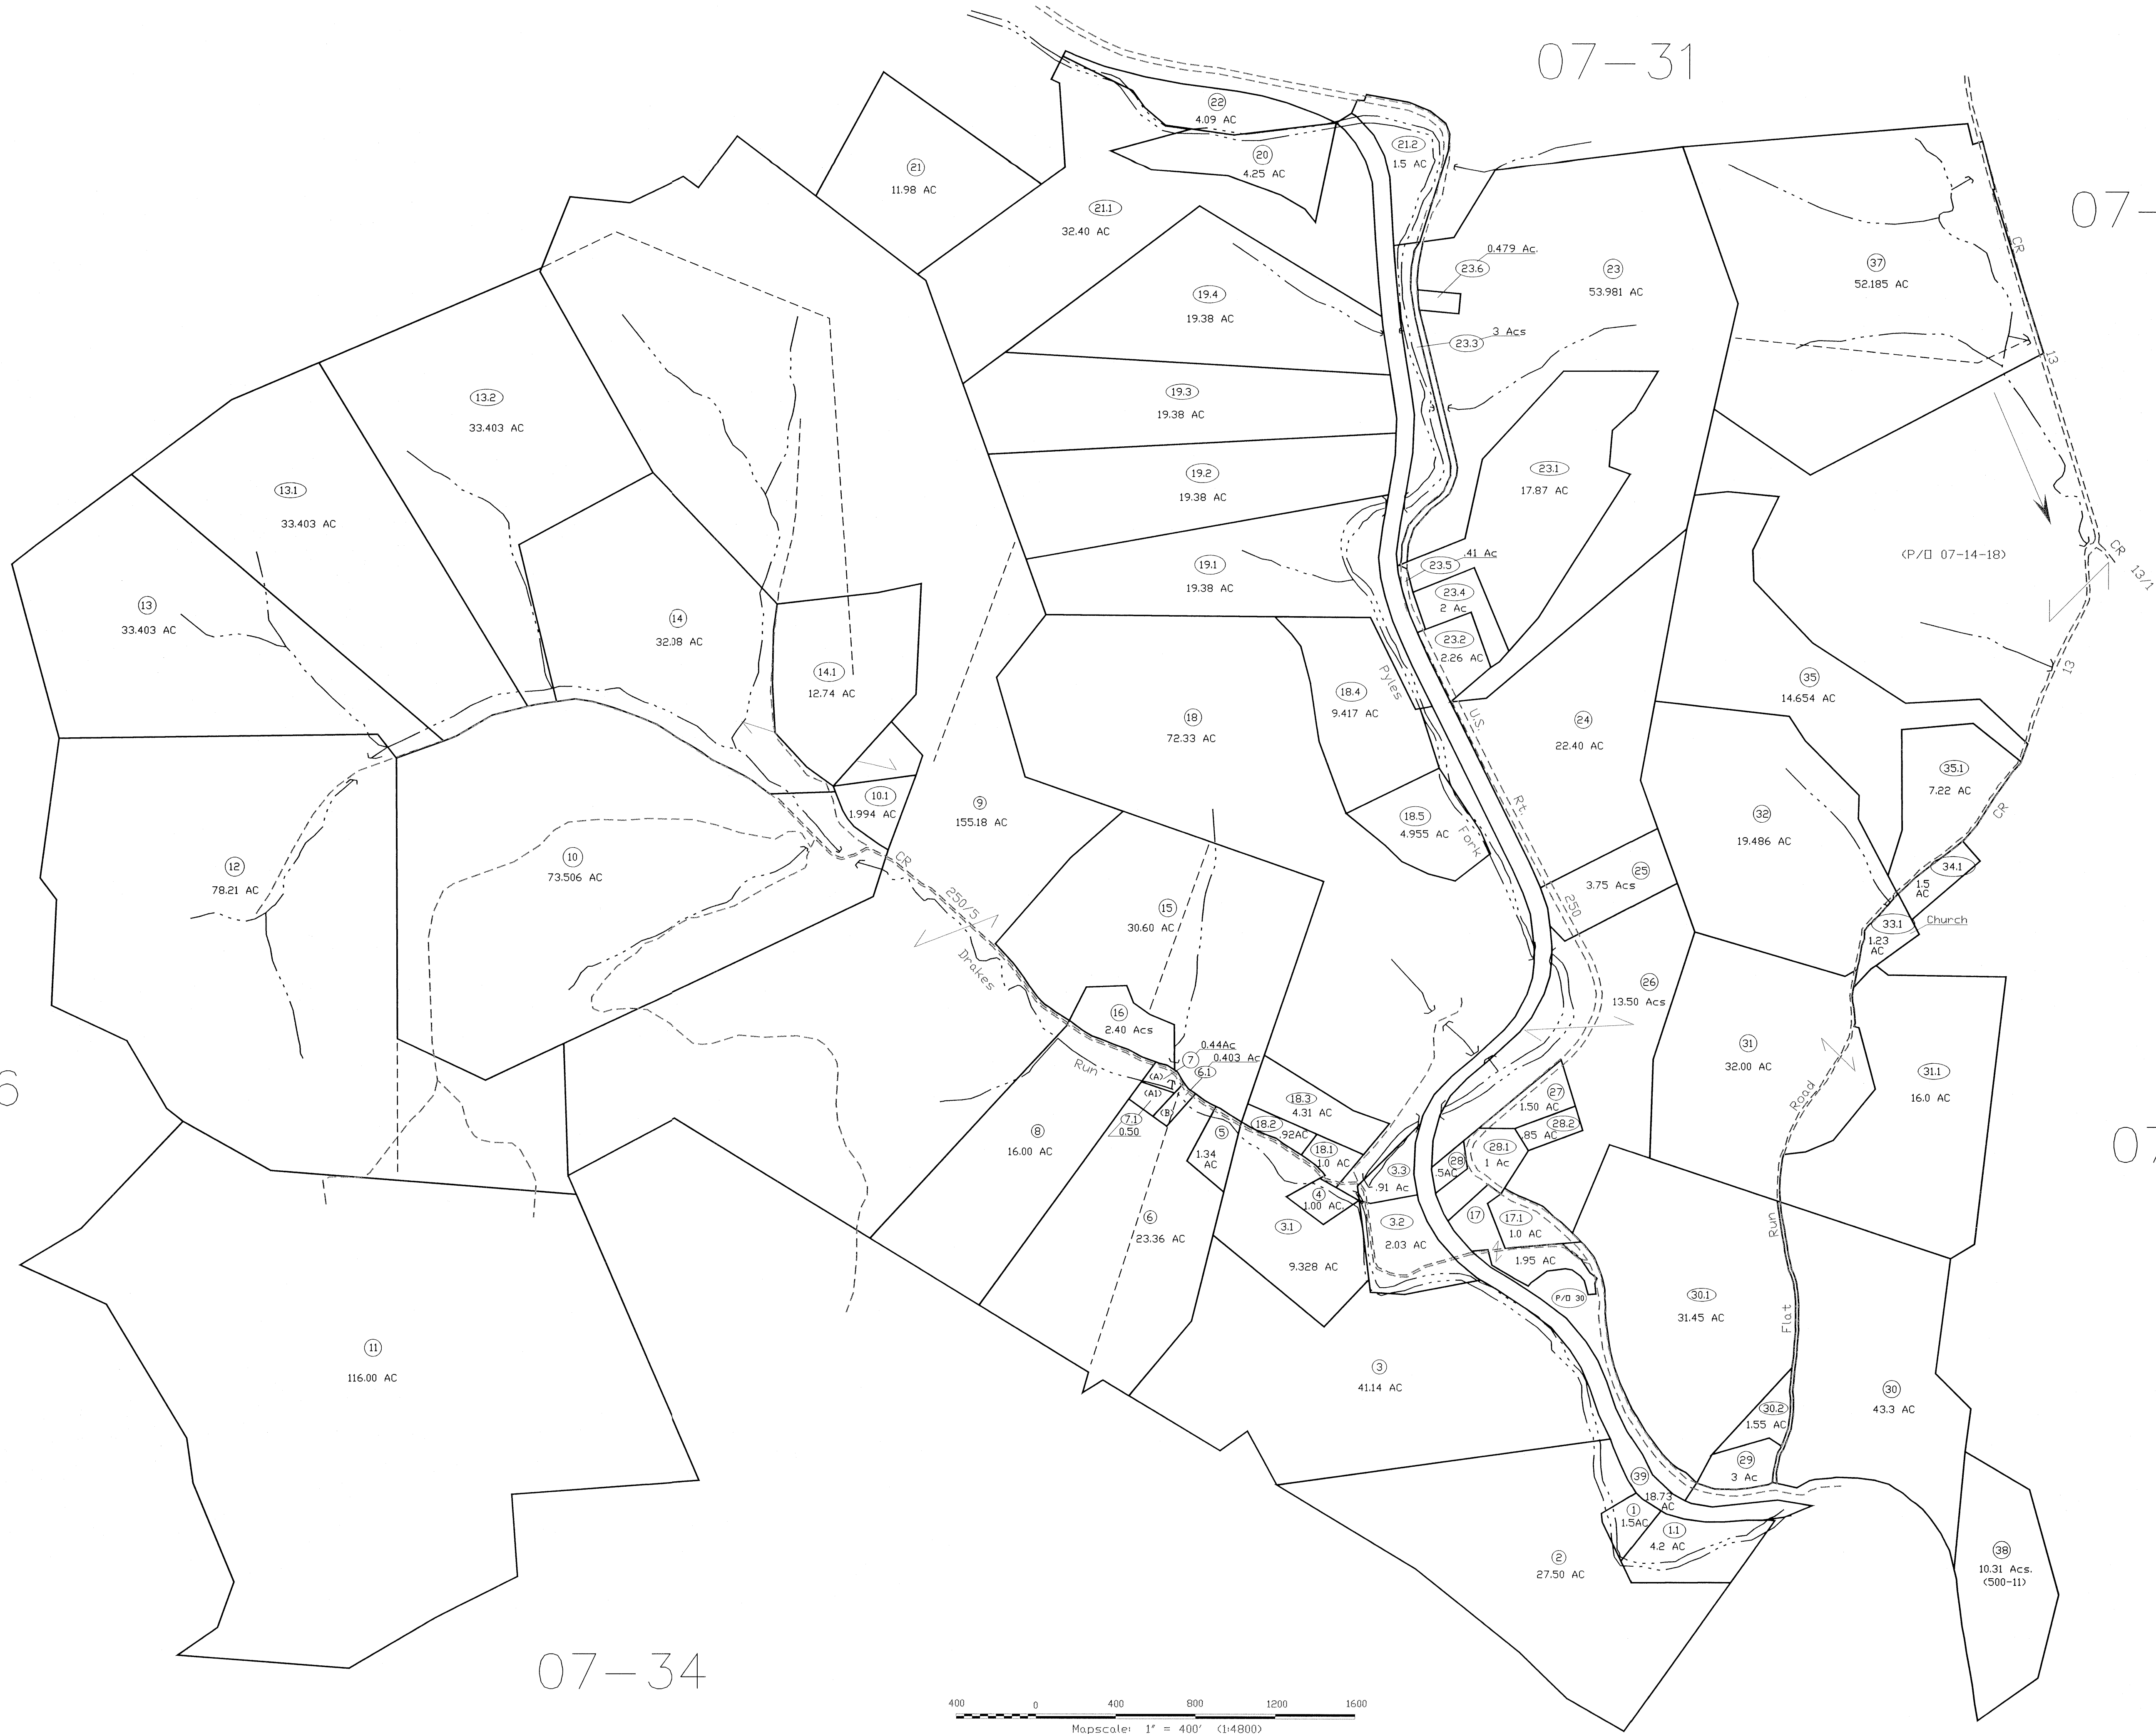 07-31
07-
22
4.09 AC
21.2
1.5 AC
20
4.25 AC
21
11.98 AC
21.1
32.40 AC
0.479 Ac.
23.6
23
53.981 AC
37
52.185 AC
CR
13
19.4
19.38 AC
3 Acs
23.3
13.2
33.403 AC
19.3
19.38 AC
13.1
33.403 AC
19.2
19.38 AC
23.1
17.87 AC
(P/O 07-14-18)
CR
13/1
.41 Ac
23.5
19.1
19.38 AC
23.4
2 Ac
23.2
2.26 AC
13
33.403 AC
14
32.08 AC
14.1
12.74 AC
13
35
14.654 AC
18
72.33 AC
18.4
9.417 AC
Pyles
Fork
U.S.
Rt.
250
24
22.40 AC
35.1
7.22 AC
CR
10.1
1.994 AC
9
155.18 AC
18.5
4.955 AC
32
19.486 AC
12
78.21 AC
10
73.506 AC
CR
250/5
Drakes
Run
25
3.75 Acs
34.1
1.5
AC
33.1
Church
1.23
AC
15
30.60 AC
26
13.50 Acs
16
2.40 Acs
0.44Ac
7
0.403 Ac
6.1
(A)
(A1)
(B)
7.1
0.50
31
32.00 AC
31.1
16.0 AC
Road
Run
Flat
27
1.50 AC
28.2
.85 AC
18.3
4.31 AC
18.2
.92AC
18.1
1.0 AC
8
16.00 AC
5
1.34
AC
28.1
1 Ac
28
.5AC
3.3
.91 Ac
4
1.00 AC.
3.1
9.328 AC
3.2
2.03 AC
17
17.1
1.0 AC
1.95 AC
P/O 30
6
23.36 AC
30.1
31.45 AC
11
116.00 AC
3
41.14 AC
30
43.3 AC
30.2
1.55 AC
29
3 Ac
39
18.73
AC
1
1.5AC
1.1
4.2 AC
2
27.50 AC
38
10.31 Acs.
(500-11)
07-34
400 0 400 800 1200 1600
Mapscale: 1" = 400' (1:4800)